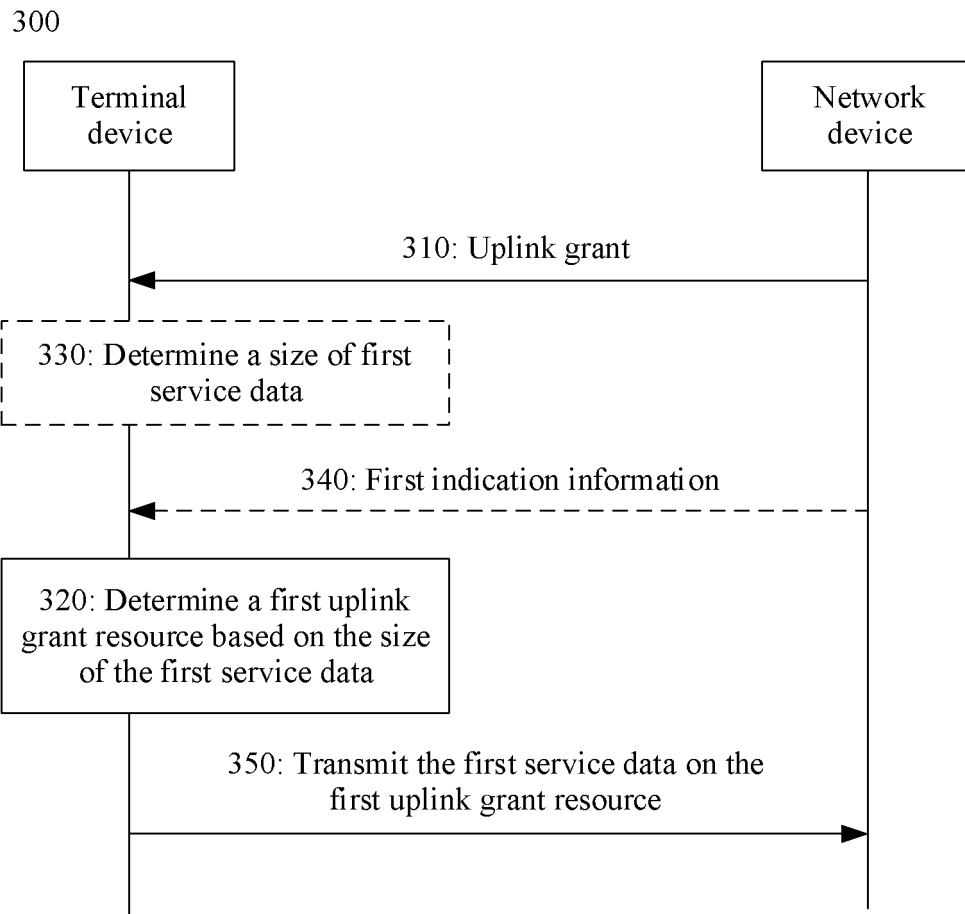 300
Terminal
device
Network
device
310: Uplink grant
330: Determine a size of first
service data
340: First indication information
320: Determine a first uplink
grant resource based on the size
of the first service data
350: Transmit the first service data on the
first uplink grant resource